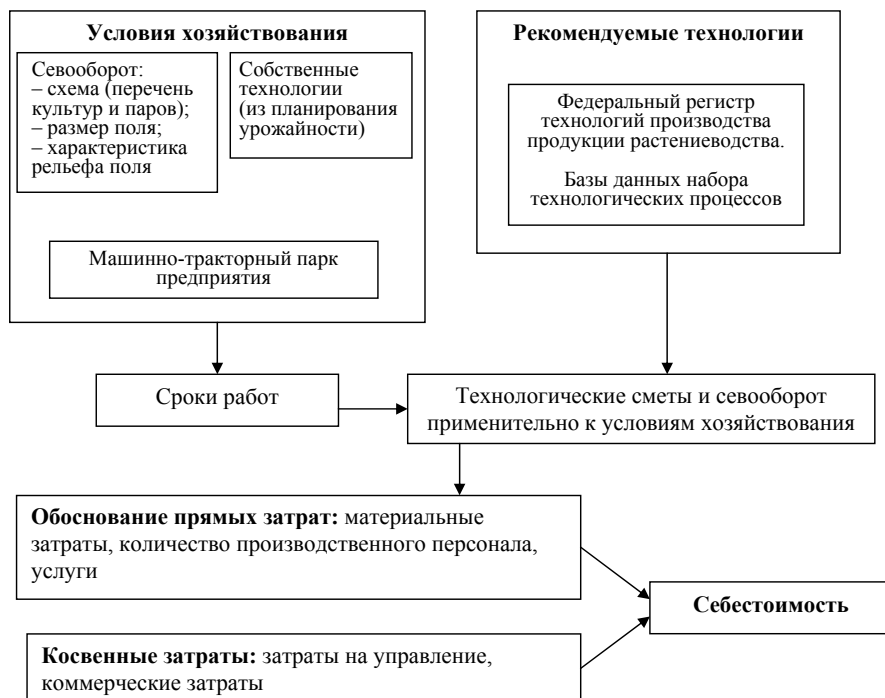 Условия хозяйствования
Севооборот:
– схема (перечень
культур и паров);
– размер поля;
– характеристика
рельефа поля
Собственные
технологии
(из планирования
урожайности)
Машинно-тракторный парк
предприятия
Рекомендуемые технологии
Федеральный регистр
технологий производства
продукции растениеводства.
Базы данных набора
технологических процессов
Сроки работ
Технологические сметы и севооборот
применительно к условиям хозяйствования
Обоснование прямых затрат: материальные
затраты, количество производственного персонала,
услуги
Себестоимость
Косвенные затраты: затраты на управление,
коммерческие затраты